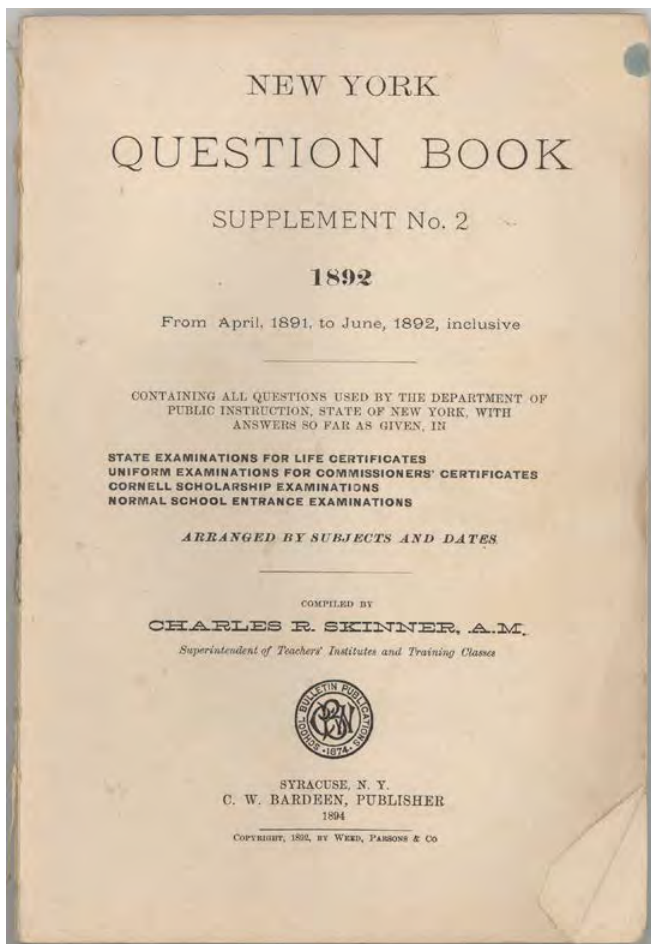 NEW YORK
QUESTION BOOK
SUPPLEMENT No. 2
1892
From April, 1891, to June, 1892, inclusive
CONTAINING ALL QUESTIONS USED BY THE DEPARTMENT OF
PUBLIC INSTRUCTION, STATE OF NEW YORK, WITH
ANSWERS SO FAR AS GIVEN, IN
STATE EXAMINATIONS FOR LIFE CERTIFICATES
UNIFORM EXAMINATIONS FOR COMMISSIONERS' CERTIFICATES
CORNELL SCHOLARSHIP EXAMINATIONS
NORMAL SCHOOL ENTRANCE EXAMINATIONS
ARRANGED BY SUBJECTS AND DATES
COMPILED BY
CHARLES R. SKINNER, A.M.
Superintendent of Teachers' Institutes and Training Classes
SCHOOL BULLETIN PUBLICATIONS
·1874·
SYRACUSE, N. Y.
C. W. BARDEEN, PUBLISHER
1894
COPYRIGHT, 1892, BY WEED, PARSONS & CO